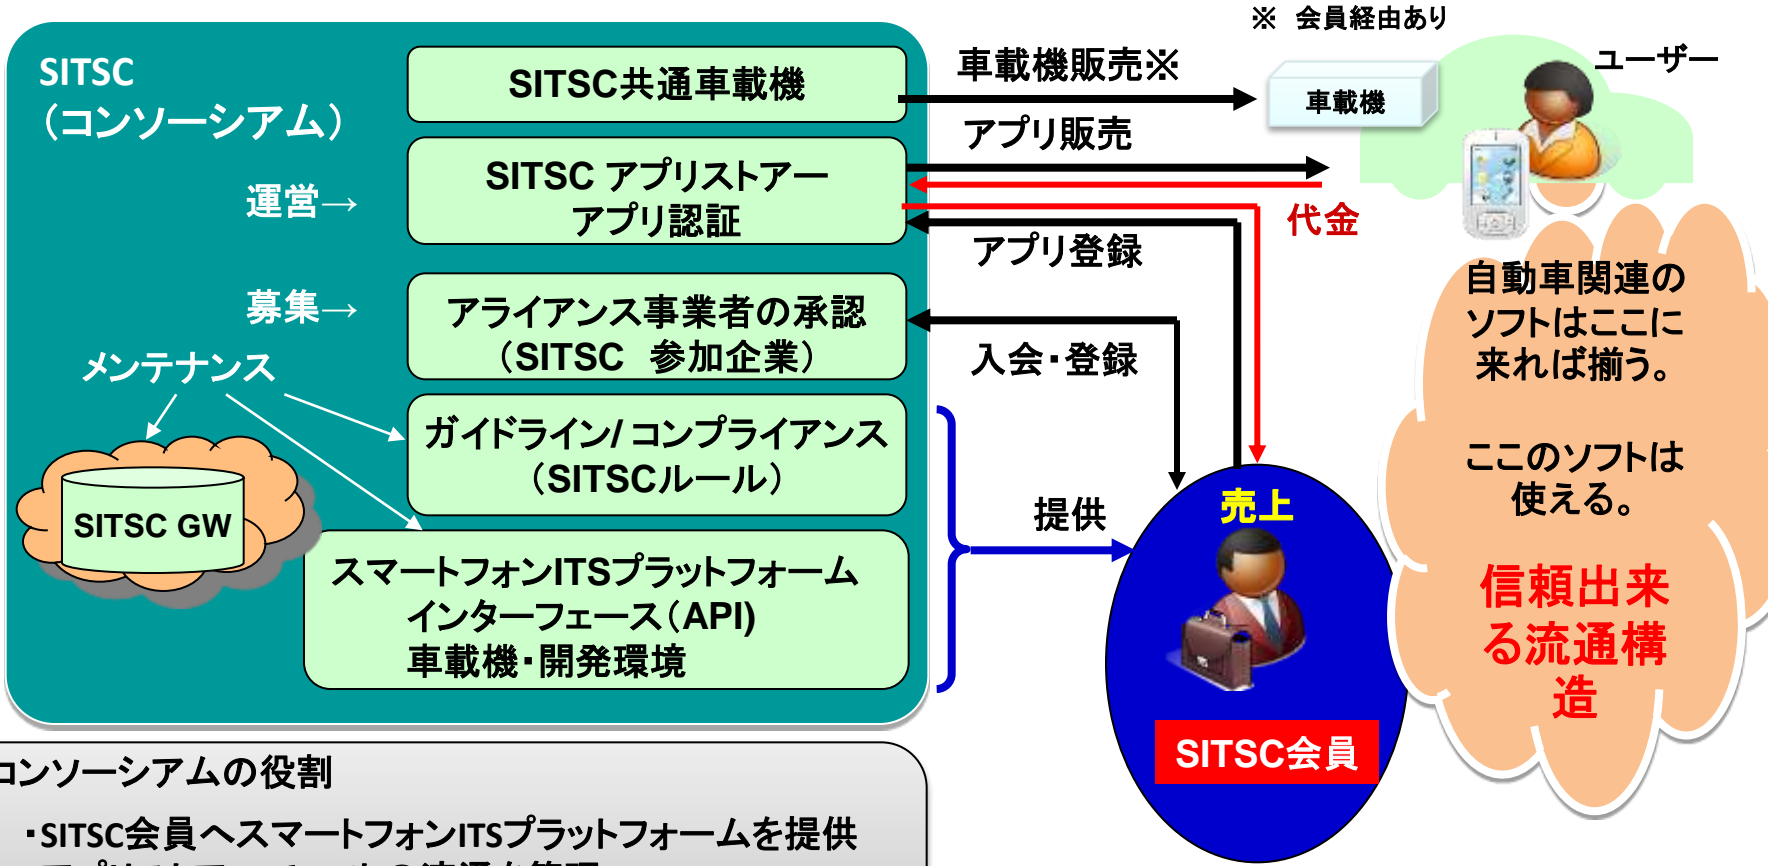 ※ 会員経由あり
SITSC
（コンソーシアム）
SITSC共通車載機
車載機販売※
車載機
ユーザー
アプリ販売
運営→
SITSC アプリストアー
アプリ認証
代金
アプリ登録
募集→
アライアンス事業者の承認
（SITSC 参加企業）
入会・登録
メンテナンス
ガイドライン/コンプライアンス
（SITSCルール）
SITSC GW
スマートフォンITSプラットフォーム
インターフェース（API)
車載機・開発環境
提供
売上
SITSC会員
自動車関連の
ソフトはここに
来れば揃う。
ここのソフトは
使える。
信頼出来
る流通構
造
コンソーシアムの役割
・SITSC会員へスマートフォンITSプラットフォームを提供